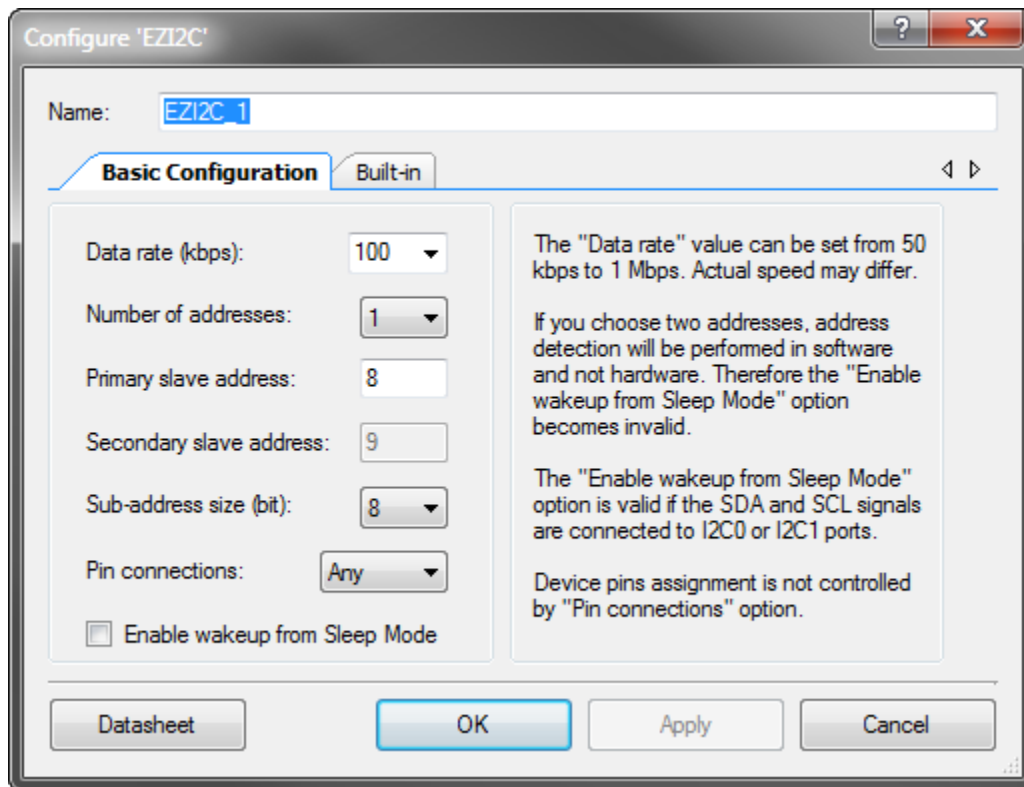 Configure 'EZI2C'
?
X
Name: EZI2C_1
Basic Configuration Built-in
Data rate (kbps): 100
Number of addresses: 1
Primary slave address: 8
Secondary slave address: 9
Sub-address size (bit): 8
Pin connections: Any
Enable wakeup from Sleep Mode
The "Data rate" value can be set from 50
kbps to 1 Mbps. Actual speed may differ.
If you choose two addresses, address
detection will be performed in software
and not hardware. Therefore the "Enable
wakeup from Sleep Mode" option
becomes invalid.
The "Enable wakeup from Sleep Mode"
option is valid if the SDA and SCL signals
are connected to I2C0 or I2C1 ports.
Device pins assignment is not controlled
by "Pin connections" option.
Datasheet OK Apply Cancel